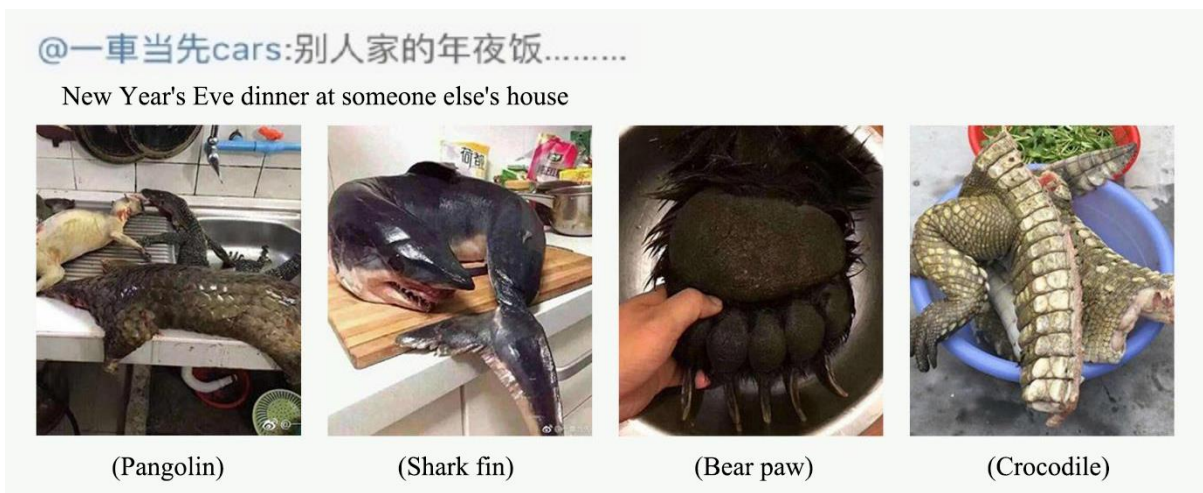 @一車当先cars:别人家的年夜饭………
New Year's Eve dinner at someone else's house
荷
(Pangolin)
(Shark fin)
(Bear paw)
(Crocodile)